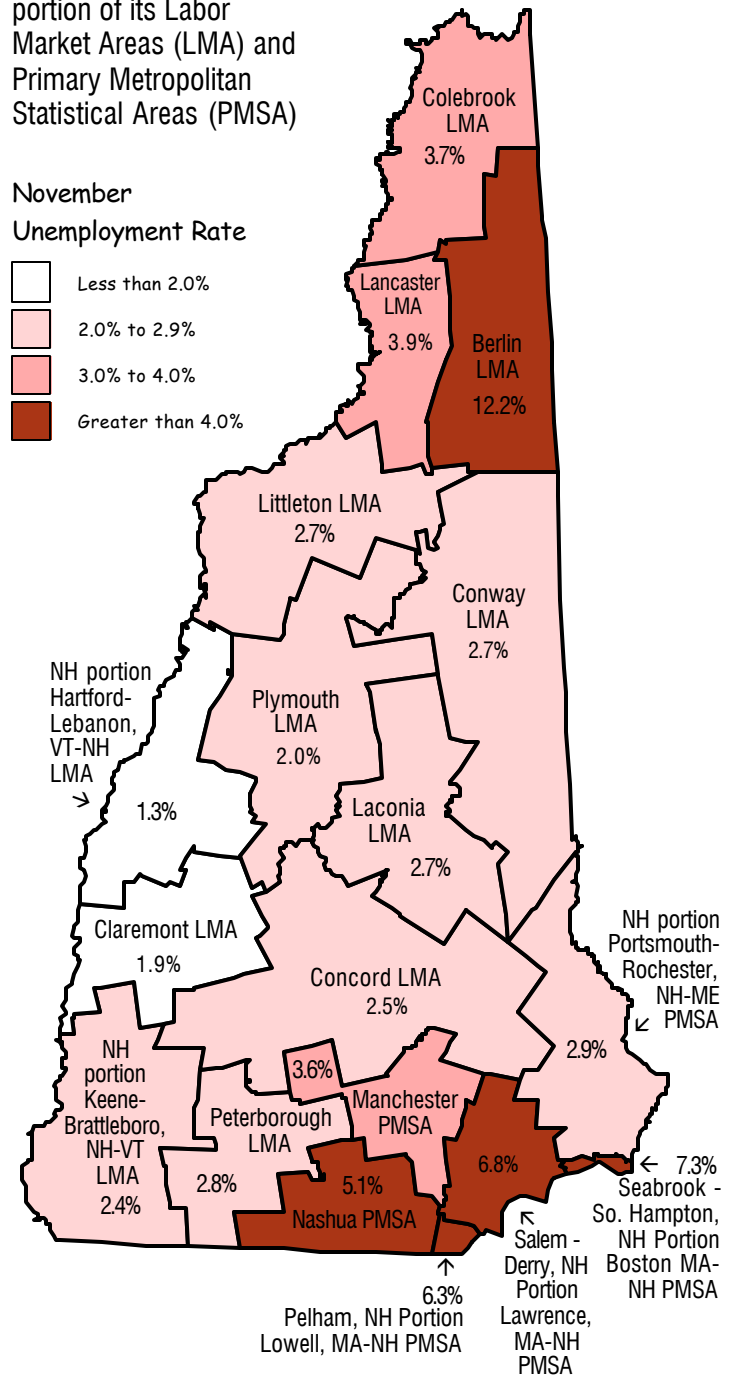 portion of its Labor
Market Areas (LMA) and
Primary Metropolitan
Statistical Areas (PMSA)
November
Unemployment Rate
Less than 2.0%
2.0% to 2.9%
3.0% to 4.0%
Greater than 4.0%
Colebrook
LMA
3.7%
Lancaster
LMA
3.9%
Berlin
LMA
12.2%
Littleton LMA
2.7%
Conway
LMA
2.7%
NH portion
Hartford-
Lebanon,
VT-NH
LMA
1.3%
Plymouth
LMA
2.0%
Laconia
LMA
2.7%
Claremont LMA
1.9%
Concord LMA
2.5%
NH portion
Portsmouth-
Rochester,
NH-ME
PMSA
2.9%
NH
portion
Keene-
Brattleboro,
NH-VT
LMA
2.4%
3.6%
Manchester
PMSA
Peterborough
LMA
2.8%
5.1%
Nashua PMSA
6.8%
7.3%
Seabrook -
So. Hampton,
NH Portion
Boston MA-
NH PMSA
Salem -
Derry, NH
Portion
Lawrence,
MA-NH
PMSA
6.3%
Pelham, NH Portion
Lowell, MA-NH PMSA